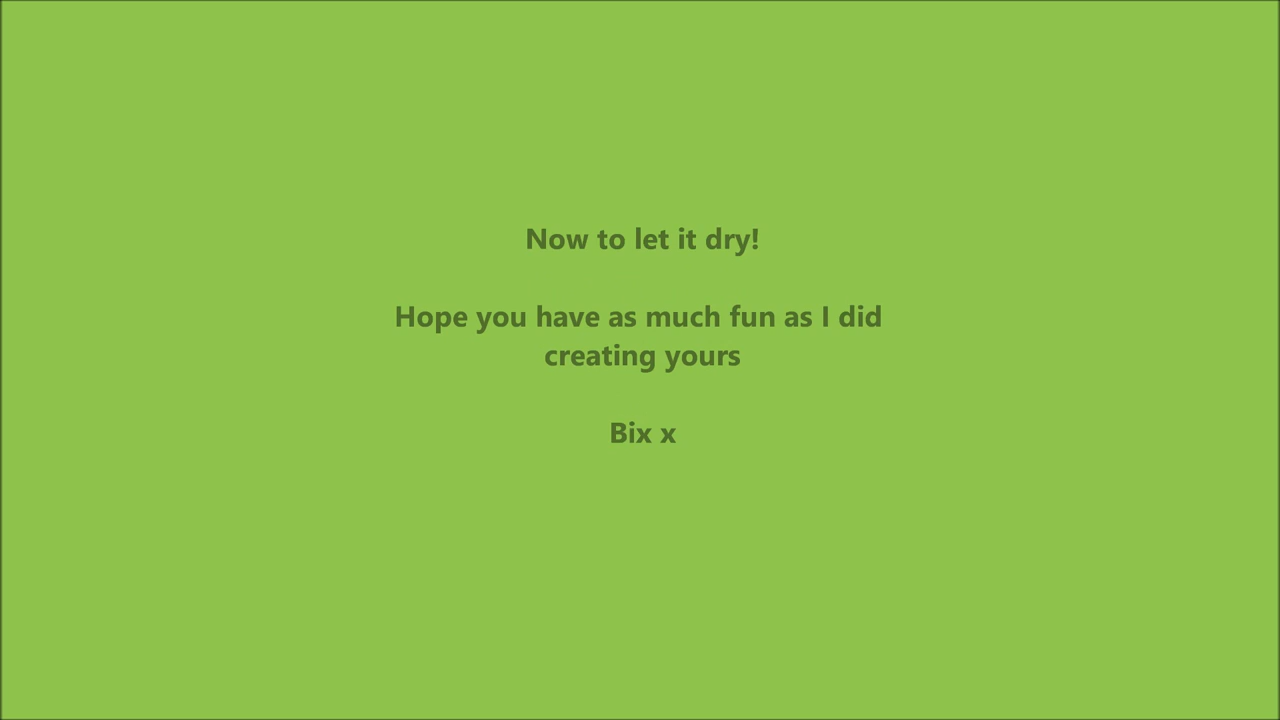 Now to let it dry!
Hope you have as much fun as I did
creating yours
Bix x